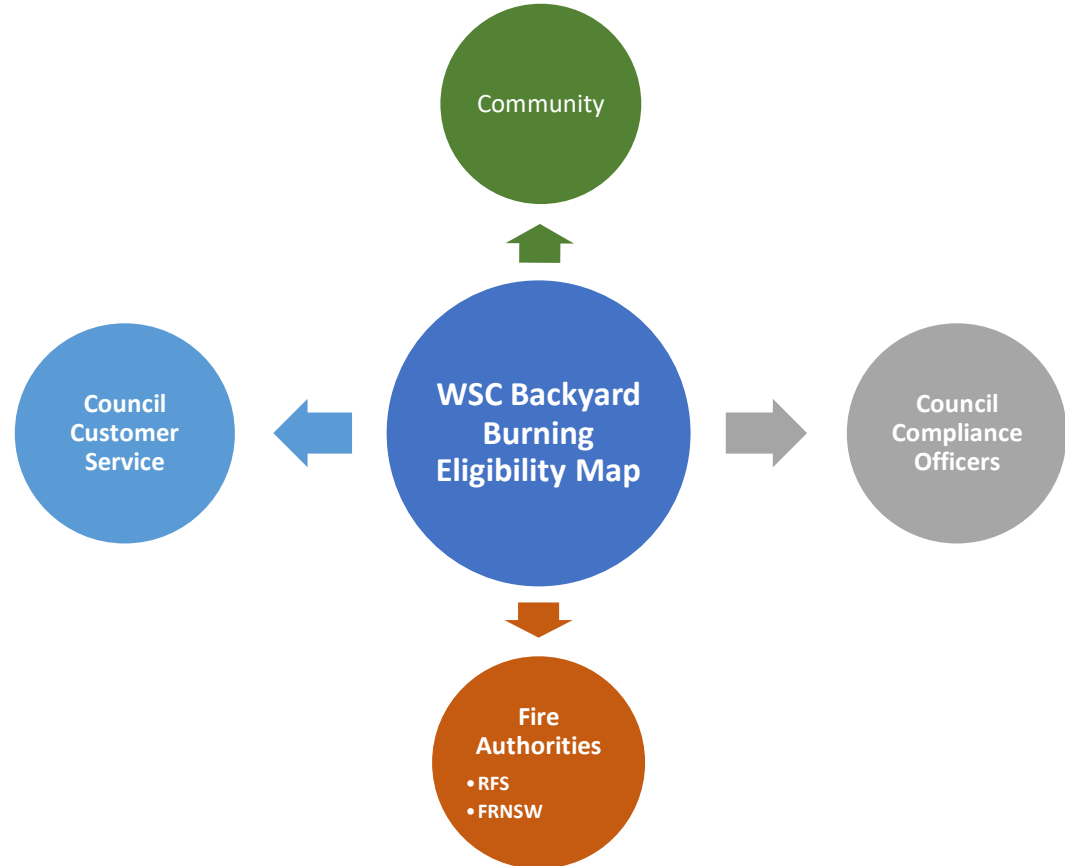 Community
WSC Backyard
Burning
Eligibility Map
Council
Customer
Service
Council
Compliance
Officers
Fire
Authorities
• RFS
• FRNSW